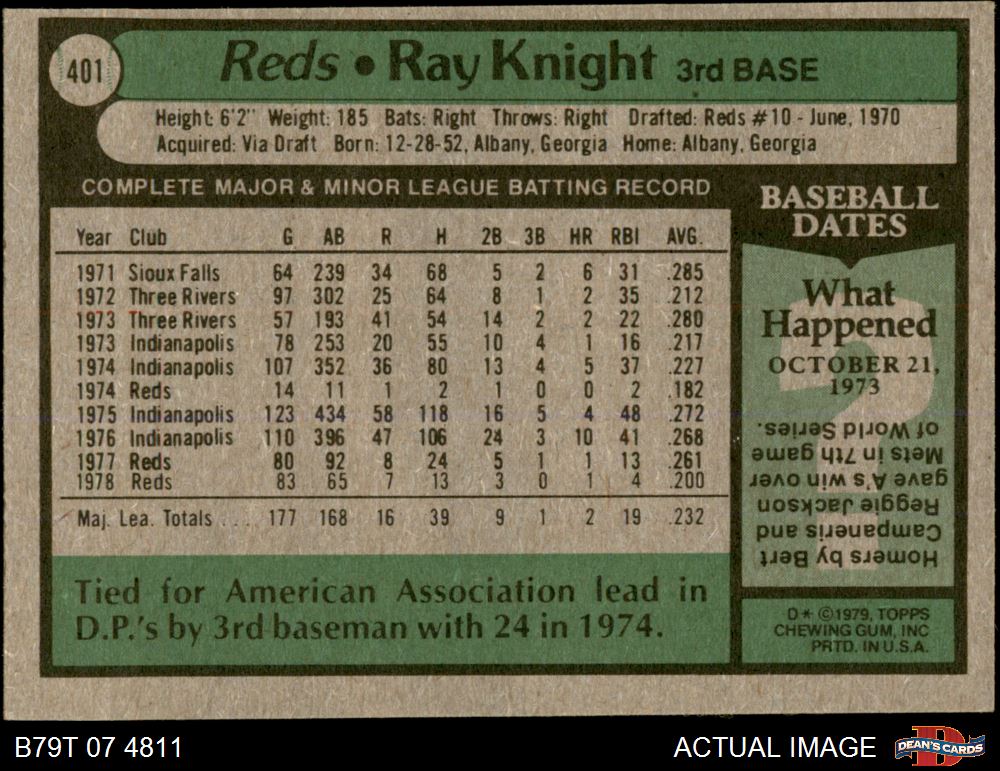 401
Reds • Ray Knight 3rd BASE
Height: 6'2" Weight: 185 Bats: Right Throws: Right Drafted: Reds #10 - June, 1970
Acquired: Via Draft Born: 12-28-52, Albany, Georgia Home: Albany, Georgia
COMPLETE MAJOR & MINOR LEAGUE BATTING RECORD
Year Club G AB R H 2B 3B HR RBI AVG.
1971 Sioux Falls 64 239 34 68 5 2 6 31 .285
1972 Three Rivers 97 302 25 64 8 1 2 35 .212
1973 Three Rivers 57 193 41 54 14 2 2 22 .280
1973 Indianapolis 78 253 20 55 10 4 1 16 .217
1974 Indianapolis 107 352 36 80 13 4 5 37 .227
1974 Reds 14 11 1 2 1 0 0 2 .182
1975 Indianapolis 123 434 58 118 16 5 4 48 .272
1976 Indianapolis 110 396 47 106 24 3 10 41 .268
1977 Reds 80 92 8 24 5 1 1 13 .261
1978 Reds 83 65 7 13 3 0 1 4 .200
Maj. Lea. Totals ... 177 168 16 39 9 1 2 19 .232
Tied for American Association lead in
D.P.'s by 3rd baseman with 24 in 1974.
BASEBALL
DATES
What
Happened
OCTOBER 21,
1973
Homers by Bert
Campaneris and
Reggie Jackson
gave A's win over
Mets in 7th game
of World Series.
D* ©1979, TOPPS
CHEWING GUM, INC
PRTD. IN U.S.A.
B79T 07 4811
ACTUAL IMAGE
DEAN'S CARDS